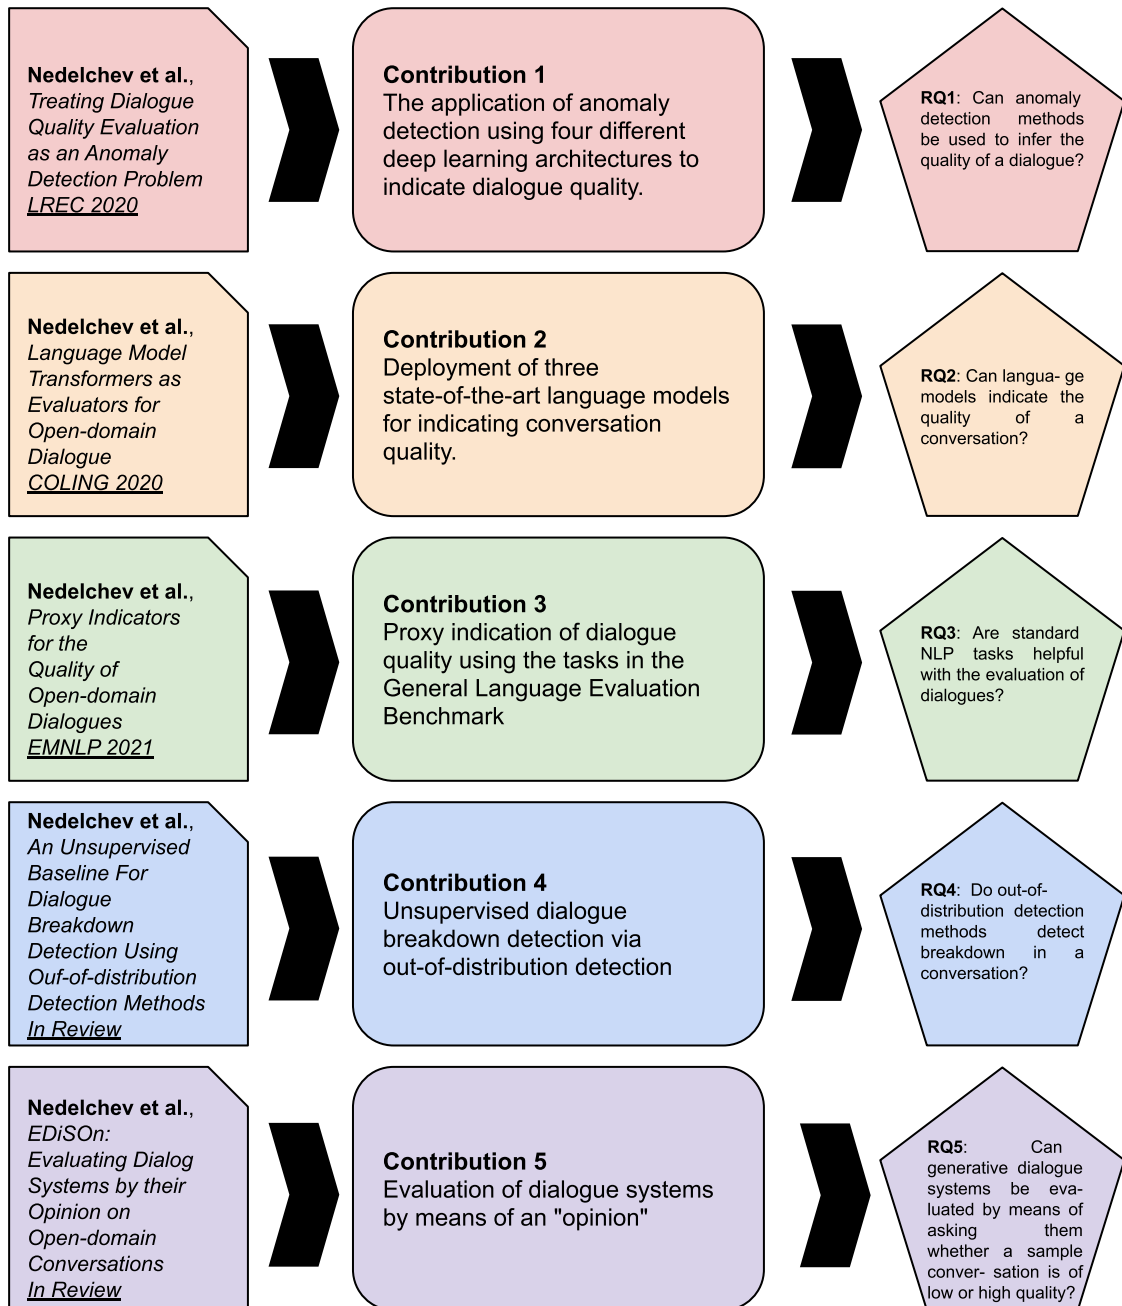 Nedelchev et al.,
Treating Dialogue
Quality Evaluation
as an Anomaly
Detection Problem
LREC 2020
Contribution 1
The application of anomaly
detection using four different
deep learning architectures to
indicate dialogue quality.
RQ1: Can anomaly
detection methods
be used to infer the
quality of a dialogue?
Nedelchev et al.,
Language Model
Transformers as
Evaluators for
Open-domain
Dialogue
COLING 2020
Contribution 2
Deployment of three
state-of-the-art language models
for indicating conversation
quality.
RQ2: Can langua- ge
models indicate the
quality of a
conversation?
Nedelchev et al.,
Proxy Indicators
for the
Quality of
Open-domain
Dialogues
EMNLP 2021
Contribution 3
Proxy indication of dialogue
quality using the tasks in the
General Language Evaluation
Benchmark
RQ3: Are standard
NLP tasks helpful
with the evaluation of
dialogues?
Nedelchev et al.,
An Unsupervised
Baseline For
Dialogue
Breakdown
Detection Using
Ouf-of-distribution
Detection Methods
In Review
Contribution 4
Unsupervised dialogue
breakdown detection via
out-of-distribution detection
RQ4: Do out-of-
distribution detection
methods detect
breakdown in a
conversation?
Nedelchev et al.,
EDiSOn:
Evaluating Dialog
Systems by their
Opinion on
Open-domain
Conversations
In Review
Contribution 5
Evaluation of dialogue systems
by means of an "opinion"
RQ5: Can
generative dialogue
systems be eva-
luated by means of
asking them
whether a sample
conver- sation is of
low or high quality?